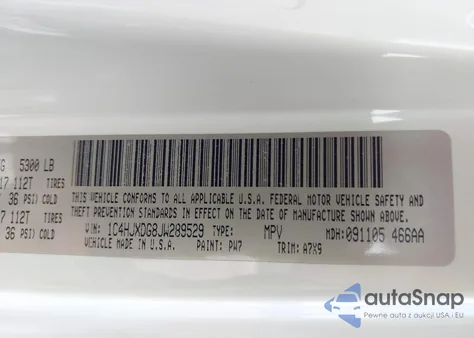 G 5300 LB
17 112T TIRES
36 PSI COLD
17 112T TIRES
36 PSI COLD
THIS VEHICLE CONFORMS TO ALL APPLICABLE
U.S.A. FEDERAL MOTOR VEHICLE SAFETY AND
THEFT PREVENTION STANDARDS IN EFFECT ON THE DATE OF
MANUFACTURE SHOWN ABOVE.
VIN: 1C4HJXDG8JW289529 TYPE: MPV MDH: 091105 466AA
VEHICLE MADE IN U.S.A. PAINT: PW7 TRIM: A7X9
autoSnap
Pewne auta z aukcji USA i EU